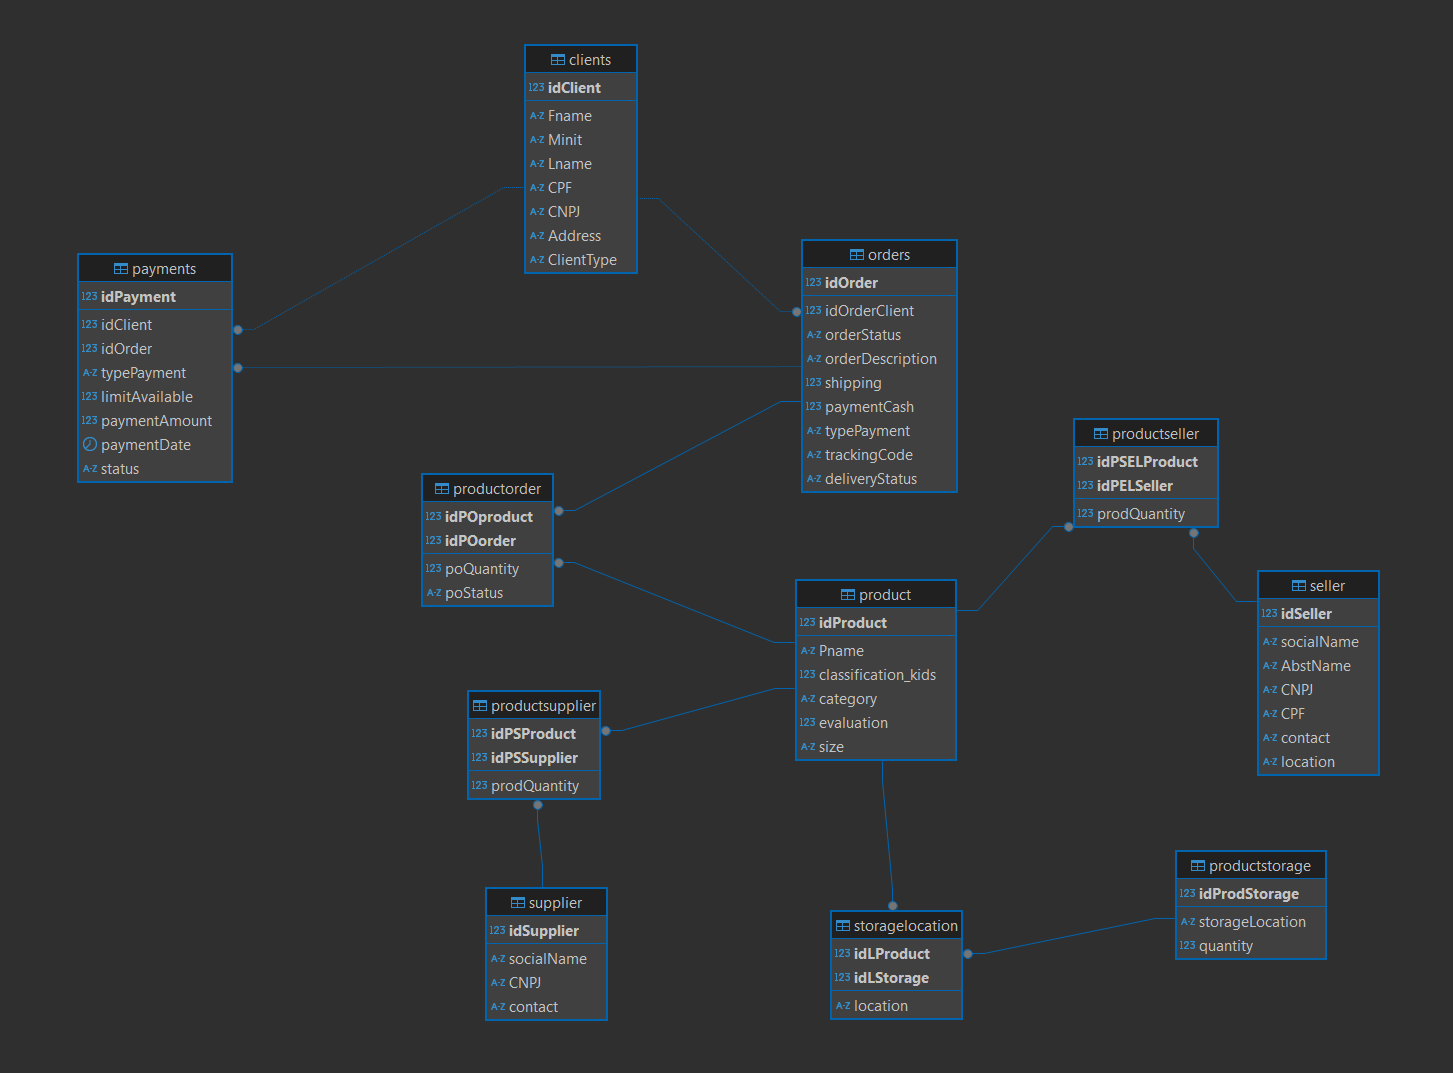 clients
123 idClient
A-Z Fname
A-Z Minit
A-Z Lname
A-Z CPF
A-Z CNPJ
A-Z Address
A-Z ClientType
payments
123 idPayment
123 idClient
123 idOrder
A-Z typePayment
123 limitAvailable
123 paymentAmount
paymentDate
A-Z status
orders
123 idOrder
123 idOrderClient
A-Z orderStatus
A-Z orderDescription
123 shipping
123 paymentCash
A-Z typePayment
A-Z trackingCode
A-Z deliveryStatus
productorder
123 idPOproduct
123 idPOorder
123 poQuantity
A-Z poStatus
productseller
123 idPSELProduct
123 idPELSeller
123 prodQuantity
product
123 idProduct
A-Z Pname
123 classification_kids
A-Z category
123 evaluation
A-Z size
seller
123 idSeller
A-Z socialName
A-Z AbstName
A-Z CNPJ
A-Z CPF
A-Z contact
A-Z location
productsupplier
123 idPSProduct
123 idPSSupplier
123 prodQuantity
supplier
123 idSupplier
A-Z socialName
A-Z CNPJ
A-Z contact
storagelocation
123 idLProduct
123 idLStorage
A-Z location
productstorage
123 idProdStorage
A-Z storageLocation
123 quantity